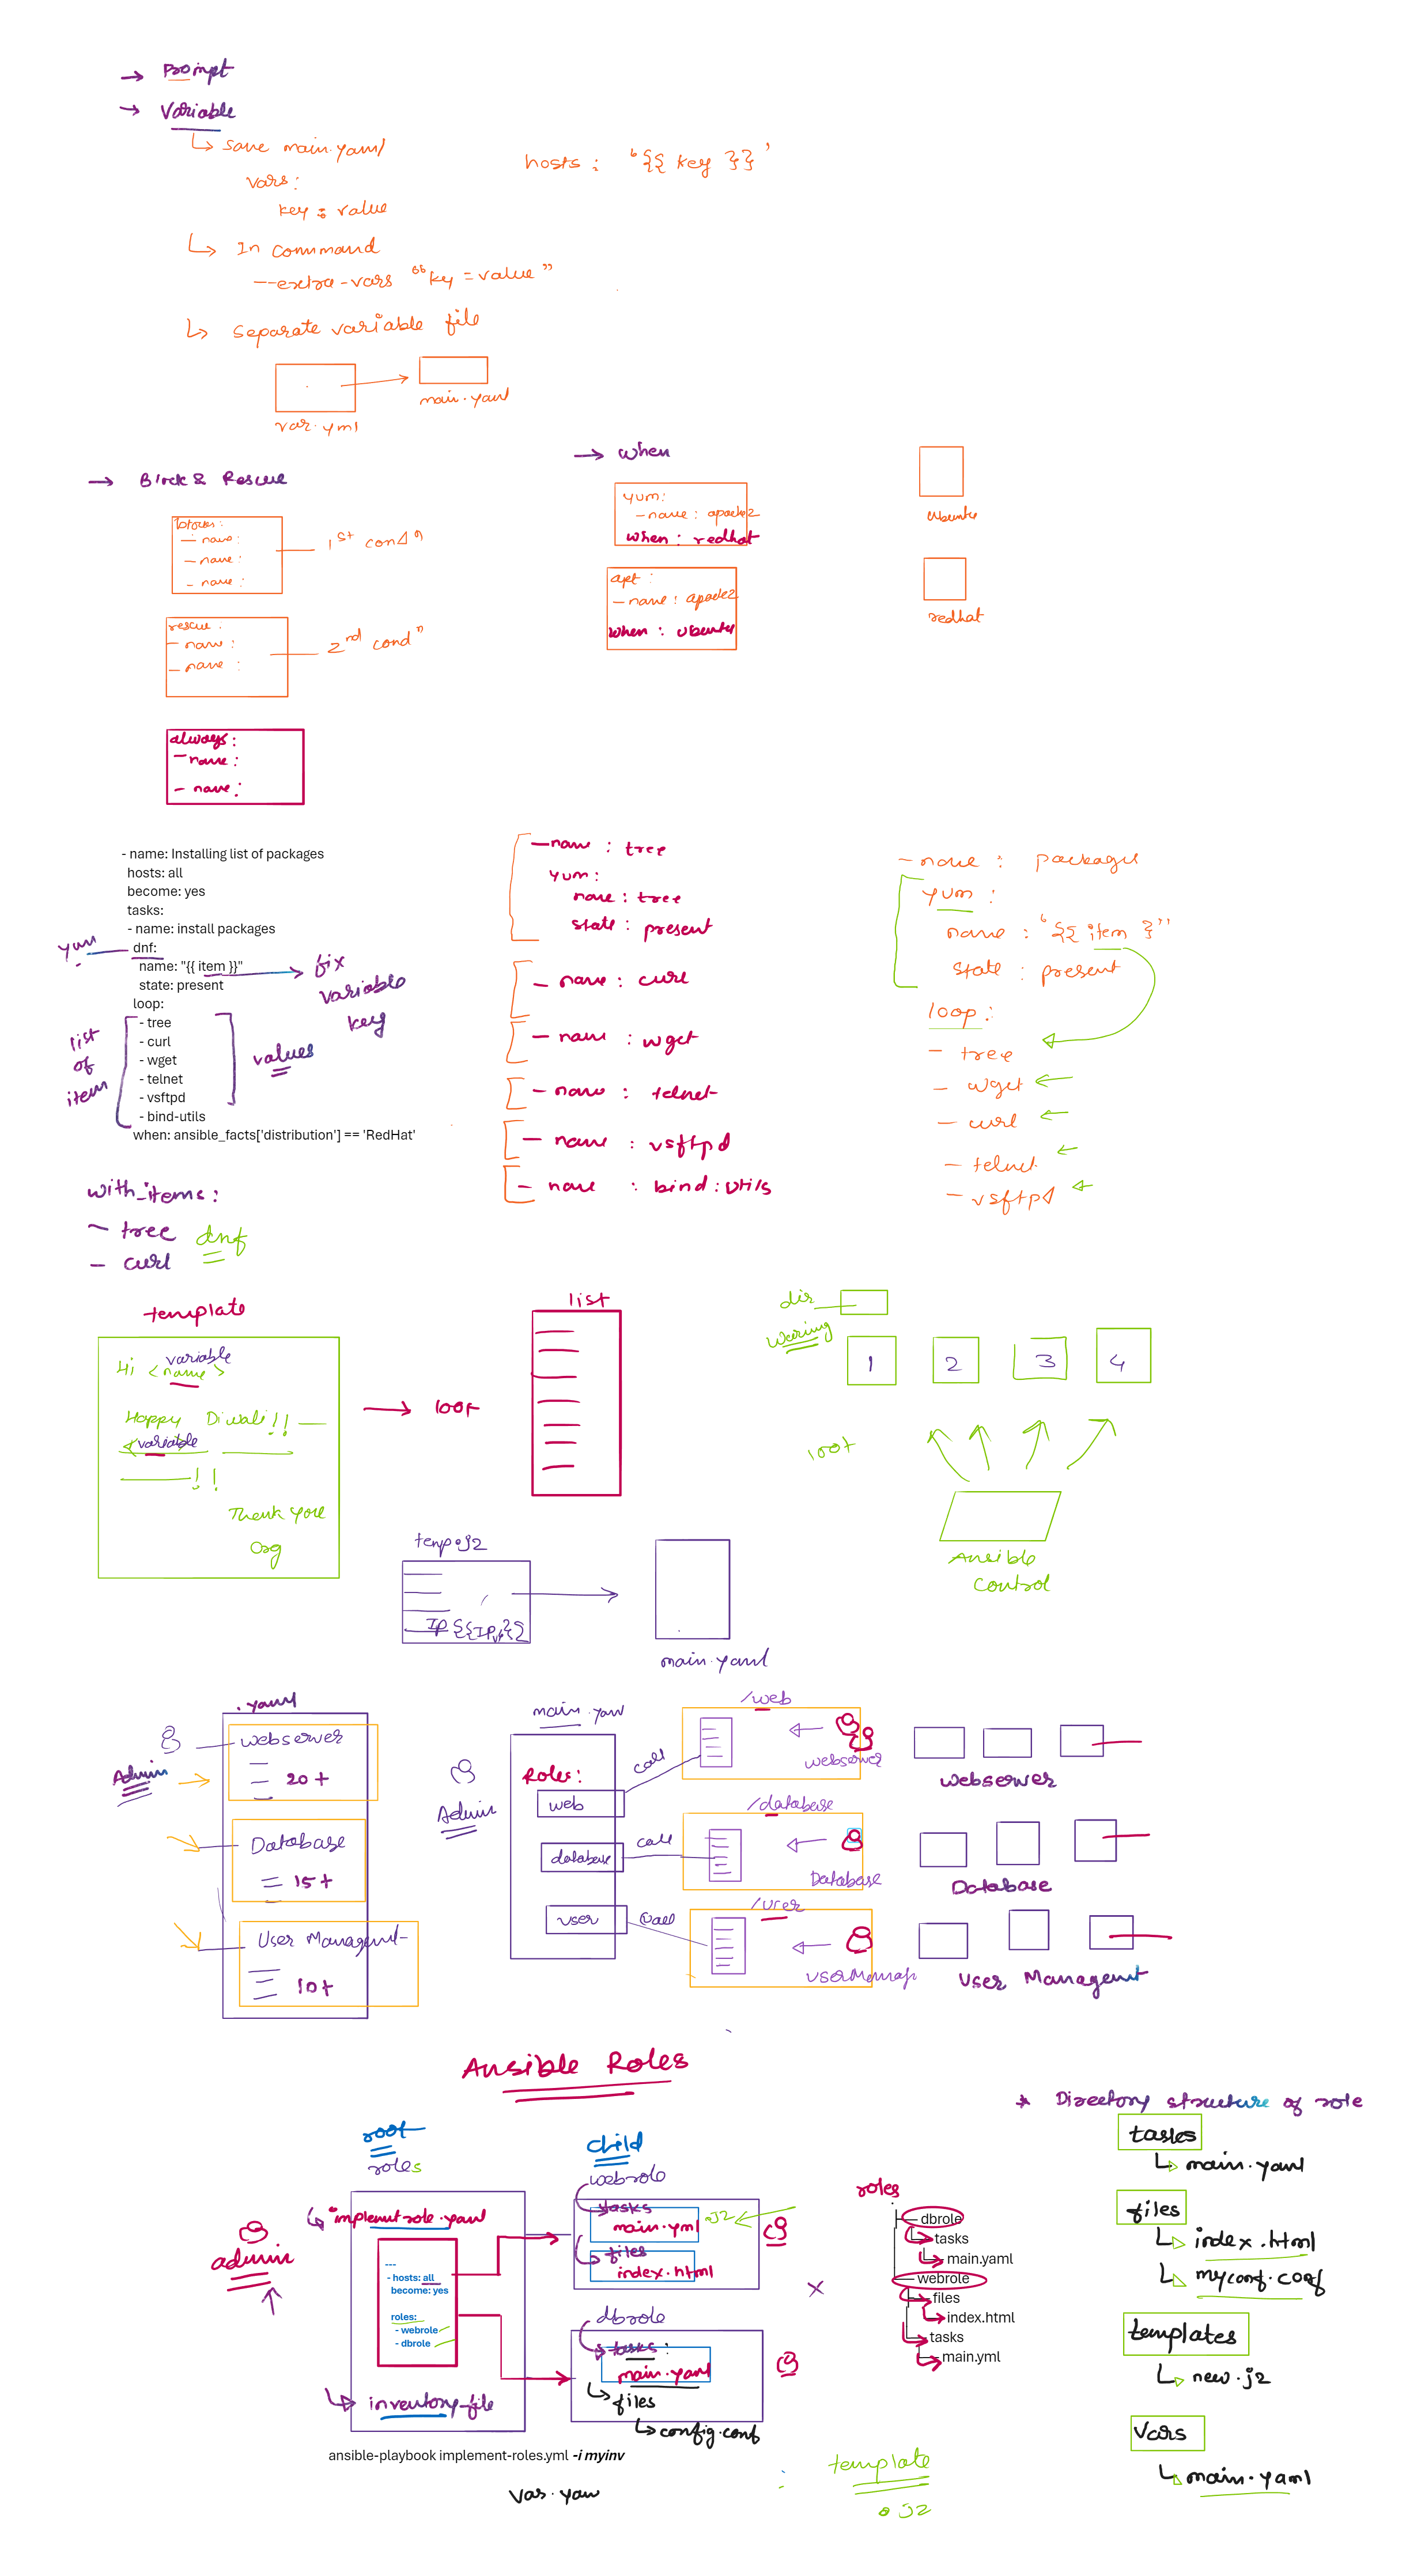 → Prompt
→ Variable
↳ save main.yaml
vars:
key : value
hosts : "{{ key }}"
↳ In command
--extra-vars "key = value"
↳ separate variable file
var.yml
main.yaml
→ Block & Rescue
- name:
- name:
- name:
1st condn
rescue:
- name:
- name:
2nd condn
always:
- name:
- name:
→ when
yum:
- name: apache2
when: redhat
apt:
- name: apache2
when: ubuntu
ubuntu
redhat
- name: Installing list of packages
hosts: all
become: yes
tasks:
- name: install packages
yum
dnf:
name: "{{ item }}"
state: present
loop:
- tree
- curl
- wget
- telnet
- vsftpd
- bind-utils
when: ansible_facts['distribution'] == 'RedHat'
fix
variable
key
list
of
item
values
with_items:
- tree
- curl
dnf
- name : tree
yum:
name : tree
state : present
- name : curl
- name : wget
- name : telnet
- name : vsftpd
- name : bind:utils
- name : package
yum :
name : "{{ item }"
state : present
loop:
- tree
- wget
- curl
- telnet
- vsftpd
template
Hi <name>
variable
Happy Diwali!!
<variable
!!
Thank you
Org
→ loop
list
dir
1
2
3
4
root
Ansible
Control
temp.j2
IP {{IP_v}}
main.yaml
.yaml
Admin
webserver
20+
Database
15+
User Managemnt
10+
main.yaml
Admin
Roles:
web
database
user
call
call
call
/web
webserver
/database
Database
/user
webserver
Database
User Managemnt
Ansible Roles
root
roles
admin
↳ implemnt role.yaml
---
- hosts: all
become: yes
roles:
- webrole
- dbrole
↳ inventory-file
child
webrole
tasks
main.yml
.j2
files
index.html
dbrole
tasks:
main.yaml
↳ files
↳ config.conf
ansible-playbook implement-roles.yml -i myinv
var.yaml
roles
dbrole
tasks
main.yaml
webrole
files
index.html
tasks
main.yml
template
.j2
* Directory structure of role
tasks
↳ main.yaml
files
↳ index.html
↳ myconf.conf
templates
↳ new.j2
Vars
↳ main.yaml